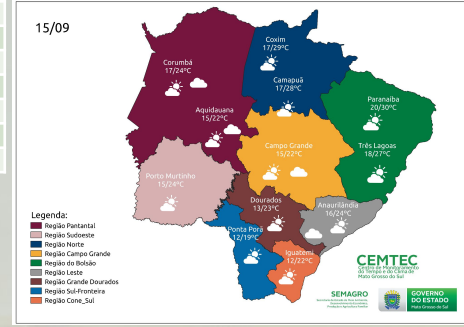 15/09
Coxim
17/29°C
Corumbá
17/24°C
Camapuã
17/28°C
Paranaíba
20/30°C
Aquidauana
15/22°C
Campo Grande
15/22°C
Três Lagoas
18/27°C
Porto Murtinho
15/24°C
Dourados
13/23°C
Anaurilândia
16/24°C
Ponta Porã
12/19°C
Iguatemi
12/22°C
Legenda:
Região Pantantal
Região Sudoeste
Região Norte
Região Campo Grande
Região do Bolsão
Região Leste
Região Grande Dourados
Região Sul-Fronteira
Região Cone_Sul
CEMTEC
Centro de Monitoramento
do Tempo e do Clima de
Mato Grosso do Sul
SEMAGRO
GOVERNO
DO ESTADO
Mato Grosso do Sul